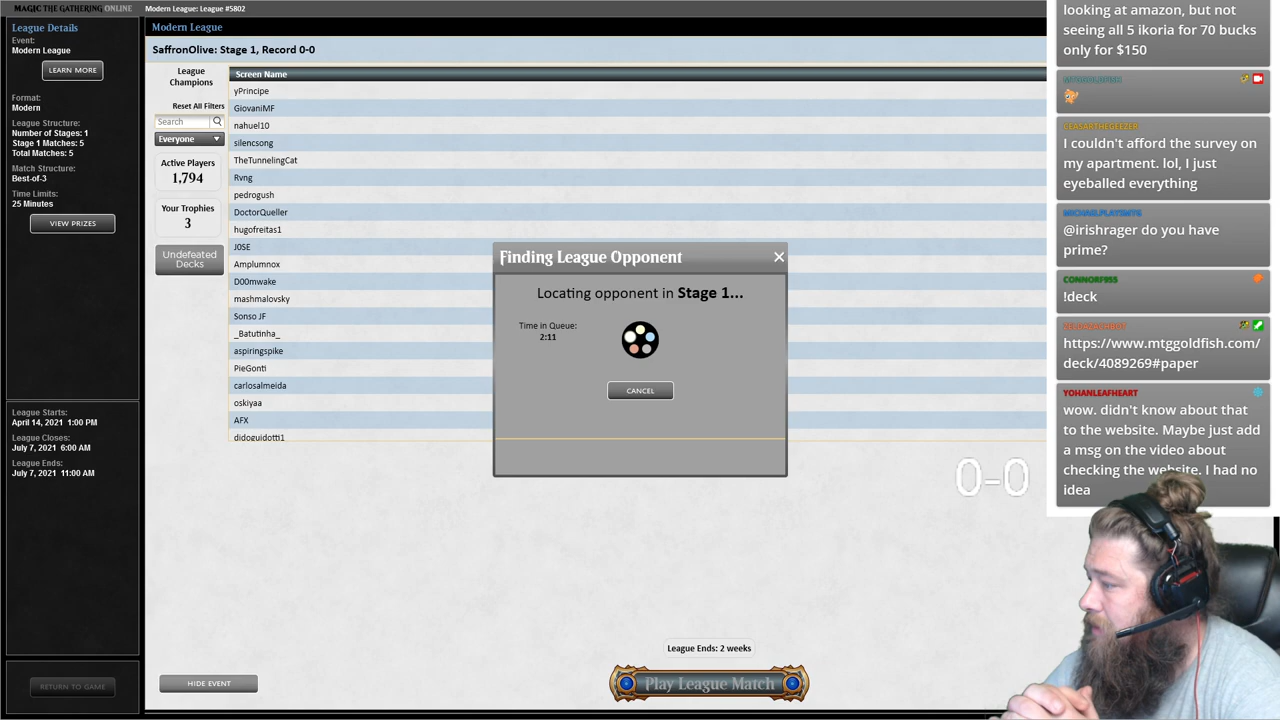 MAGIC THE GATHERING ONLINE
Modern League: League #5802
League Details
Event:
Modern League
LEARN MORE
Format:
Modern
League Structure:
Number of Stages: 1
Stage 1 Matches: 5
Total Matches: 5
Match Structure:
Best-of-3
Time Limits:
25 Minutes
VIEW PRIZES
League Starts:
April 14, 2021 1:00 PM
League Closes:
July 7, 2021 6:00 AM
League Ends:
July 7, 2021 11:00 AM
RETURN TO GAME
Modern League
SaffronOlive: Stage 1, Record 0-0
League
Champions
Reset All Filters
Search
Everyone
Active Players
1,794
Your Trophies
3
Undefeated
Decks
Screen Name
yPrincipe
GiovaniMF
nahuel10
silencsong
TheTunnelingCat
Rvng
pedrogush
DoctorQueller
hugofreitas1
J0SE
Amplumnox
D00mwake
mashmalovsky
Sonso JF
_Batutinha_
aspiringspike
PieGonti
carlosalmeida
oskiyaa
AFX
didoguidotti1
Finding League Opponent
Locating opponent in Stage 1...
Time in Queue:
2:11
CANCEL
0-0
League Ends: 2 weeks
HIDE EVENT
Play League Match
looking at amazon, but not
seeing all 5 ikoria for 70 bucks
only for $150
MTGGOLDFISH
CEASARTHEGEEZER
I couldn't afford the survey on
my apartment. lol, I just
eyeballed everything
MICHAELPLAYSMTG
@irishrager do you have
prime?
CONNORF955
!deck
https://www.mtggoldfish.com/
deck/4089269#paper
YOHANLEAFHEART
wow. didn't know about that
to the website. Maybe just add
a msg on the video about
checking the website. I had no
idea